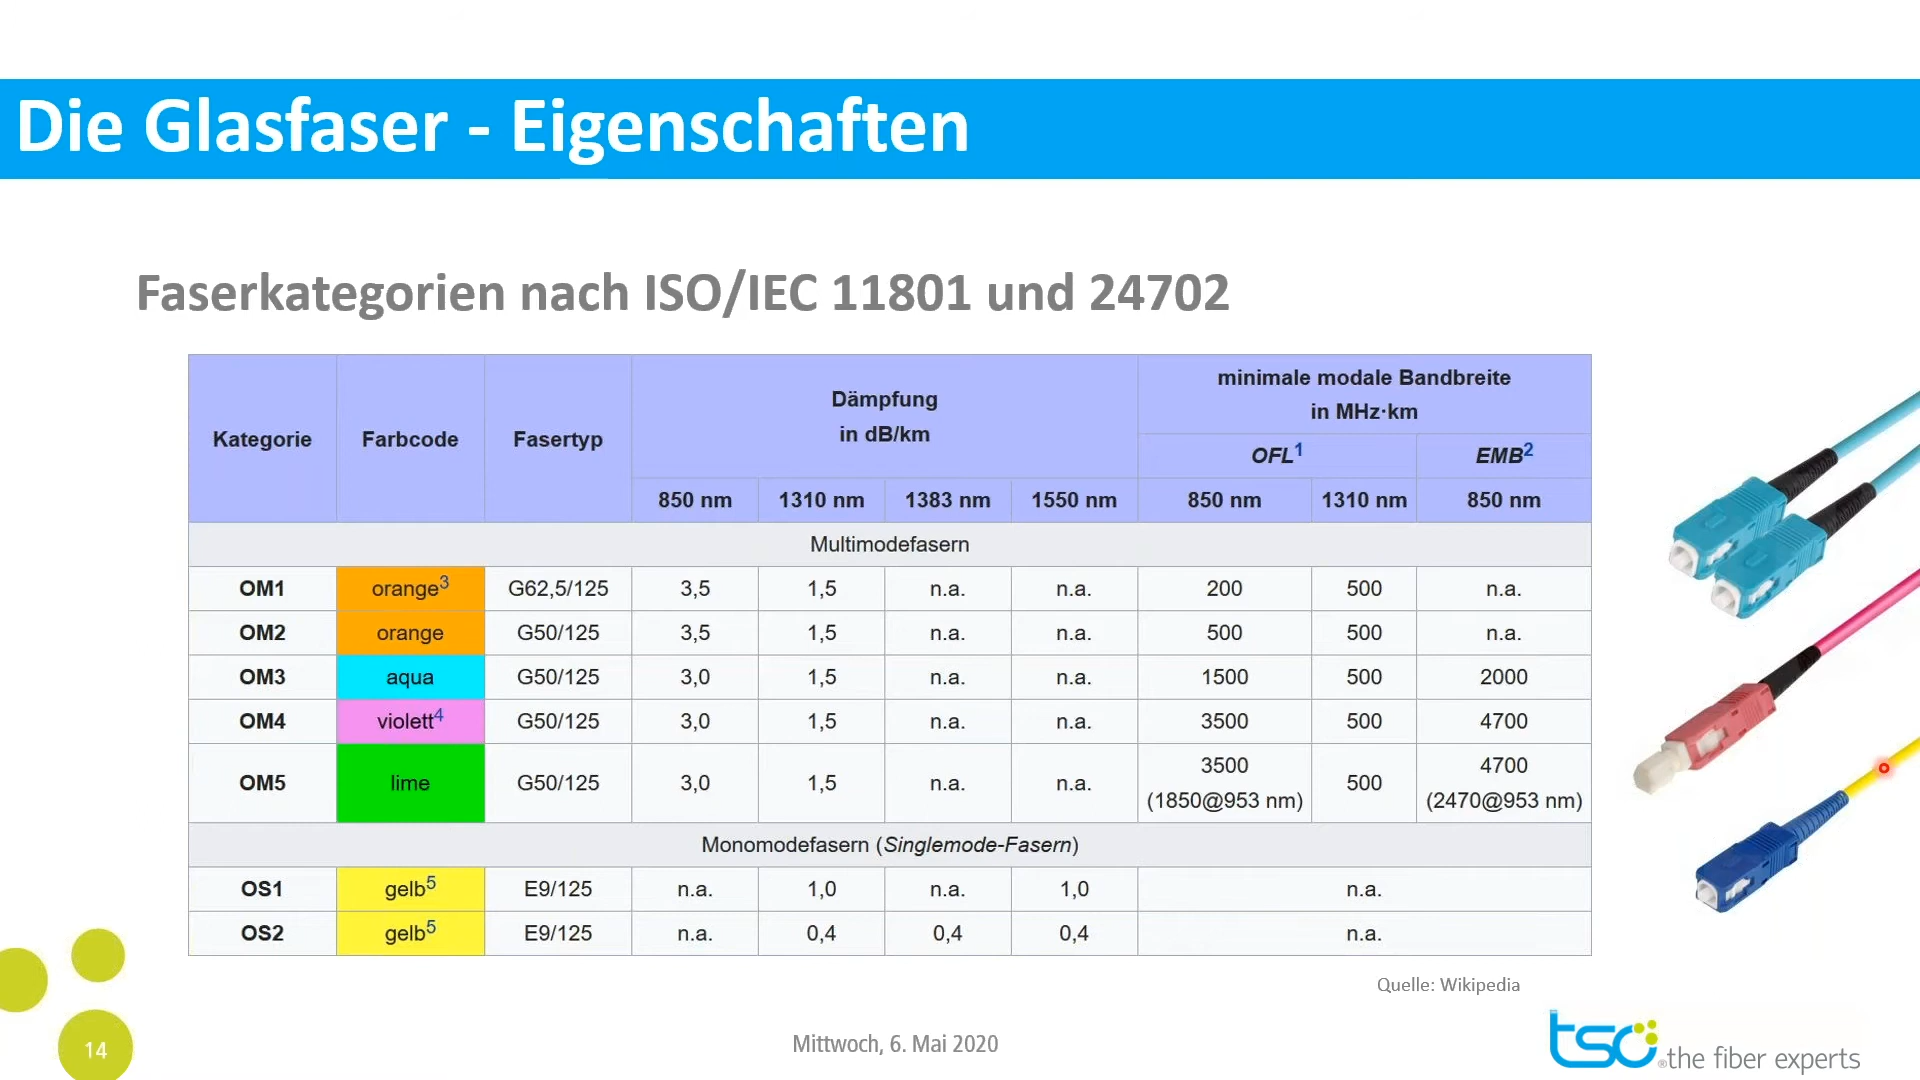 Die Glasfaser - Eigenschaften
Faserkategorien nach ISO/IEC 11801 und 24702
Kategorie Farbcode Fasertyp Dämpfung in dB/km minimale modale Bandbreite in MHz·km
OFL1 EMB2
850 nm 1310 nm 1383 nm 1550 nm 850 nm 1310 nm 850 nm
Multimodefasern
OM1 orange3 G62,5/125 3,5 1,5 n.a. n.a. 200 500 n.a.
OM2 orange G50/125 3,5 1,5 n.a. n.a. 500 500 n.a.
OM3 aqua G50/125 3,0 1,5 n.a. n.a. 1500 500 2000
OM4 violett4 G50/125 3,0 1,5 n.a. n.a. 3500 500 4700
OM5 lime G50/125 3,0 1,5 n.a. n.a. 3500 (1850@953 nm) 500 4700 (2470@953 nm)
Monomodefasern (Singlemode-Fasern)
OS1 gelb5 E9/125 n.a. 1,0 n.a. 1,0 n.a.
OS2 gelb5 E9/125 n.a. 0,4 0,4 0,4 n.a.
Quelle: Wikipedia
14
Mittwoch, 6. Mai 2020
tso ® the fiber experts